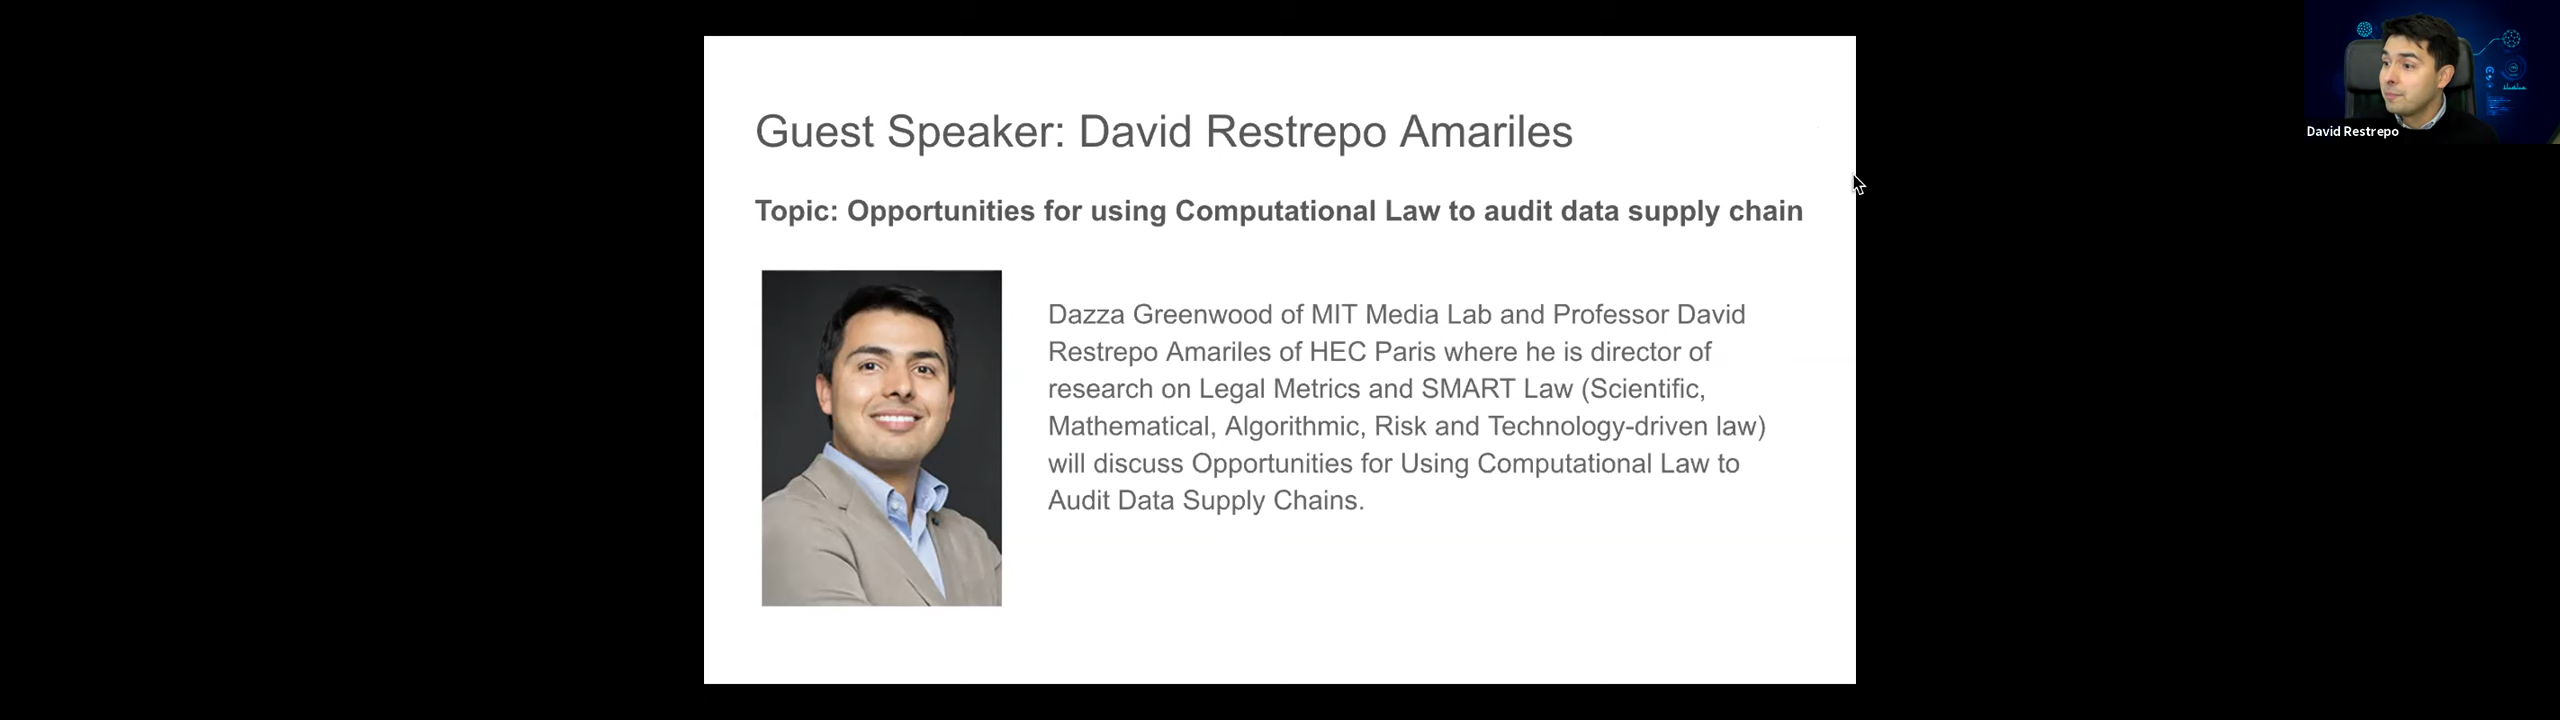 Guest Speaker: David Restrepo Amariles
Topic: Opportunities for using Computational Law to audit data supply chain
Dazza Greenwood of MIT Media Lab and Professor David
Restrepo Amariles of HEC Paris where he is director of
research on Legal Metrics and SMART Law (Scientific,
Mathematical, Algorithmic, Risk and Technology-driven law)
will discuss Opportunities for Using Computational Law to
Audit Data Supply Chains.
David Restrepo